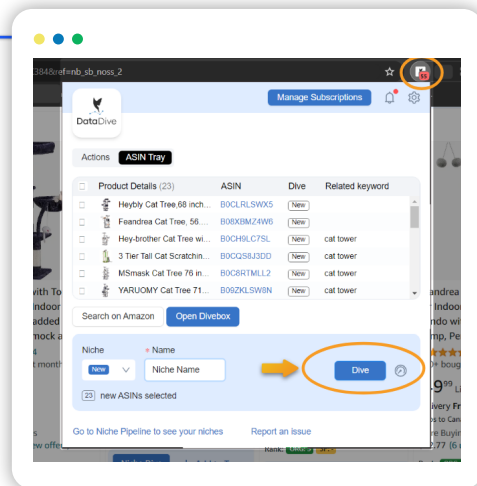 384&ref=nb_sb_noss_2
Manage Subscriptions
DataDive
Actions ASIN Tray
Product Details (23) ASIN Dive Related keyword
Heybly Cat Tree,68 inch... B0CLRLSWX5 New
Feandrea Cat Tree, 56.... B08XBMZ4W6 New
Hey-brother Cat Tree wi... B0CH9LC7SL New cat tower
3 Tier Tall Cat Scratchin... B0CQS8J3DD New cat tower
MSmask Cat Tree 76 in... B0C8RTMLL2 New cat tower
YARUOMY Cat Tree 71... B09ZKLSW8N New cat tower
Search on Amazon Open Divebox
Niche * Name
New Niche Name Dive
23 new ASINs selected
Go to Niche Pipeline to see your niches Report an issue